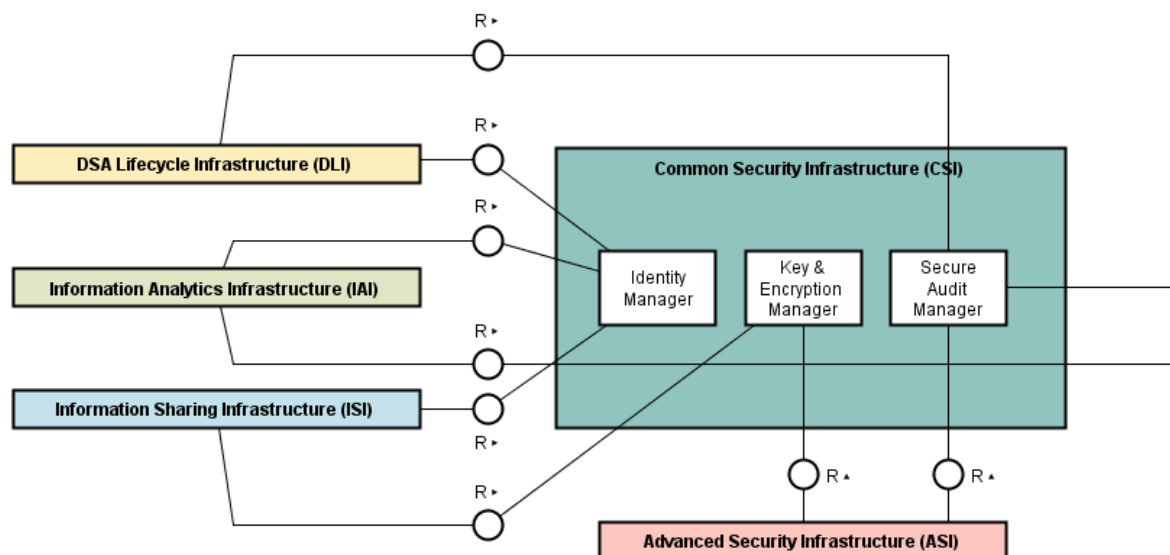 R ▸
R ▸
DSA Lifecycle Infrastructure (DLI)
Common Security Infrastructure (CSI)
R ▸
Identity
Manager
Key &
Encryption
Manager
Secure
Audit
Manager
Information Analytics Infrastructure (IAI)
R ▸
Information Sharing Infrastructure (ISI)
R ▸
R ▸
R ▴
R ▴
Advanced Security Infrastructure (ASI)